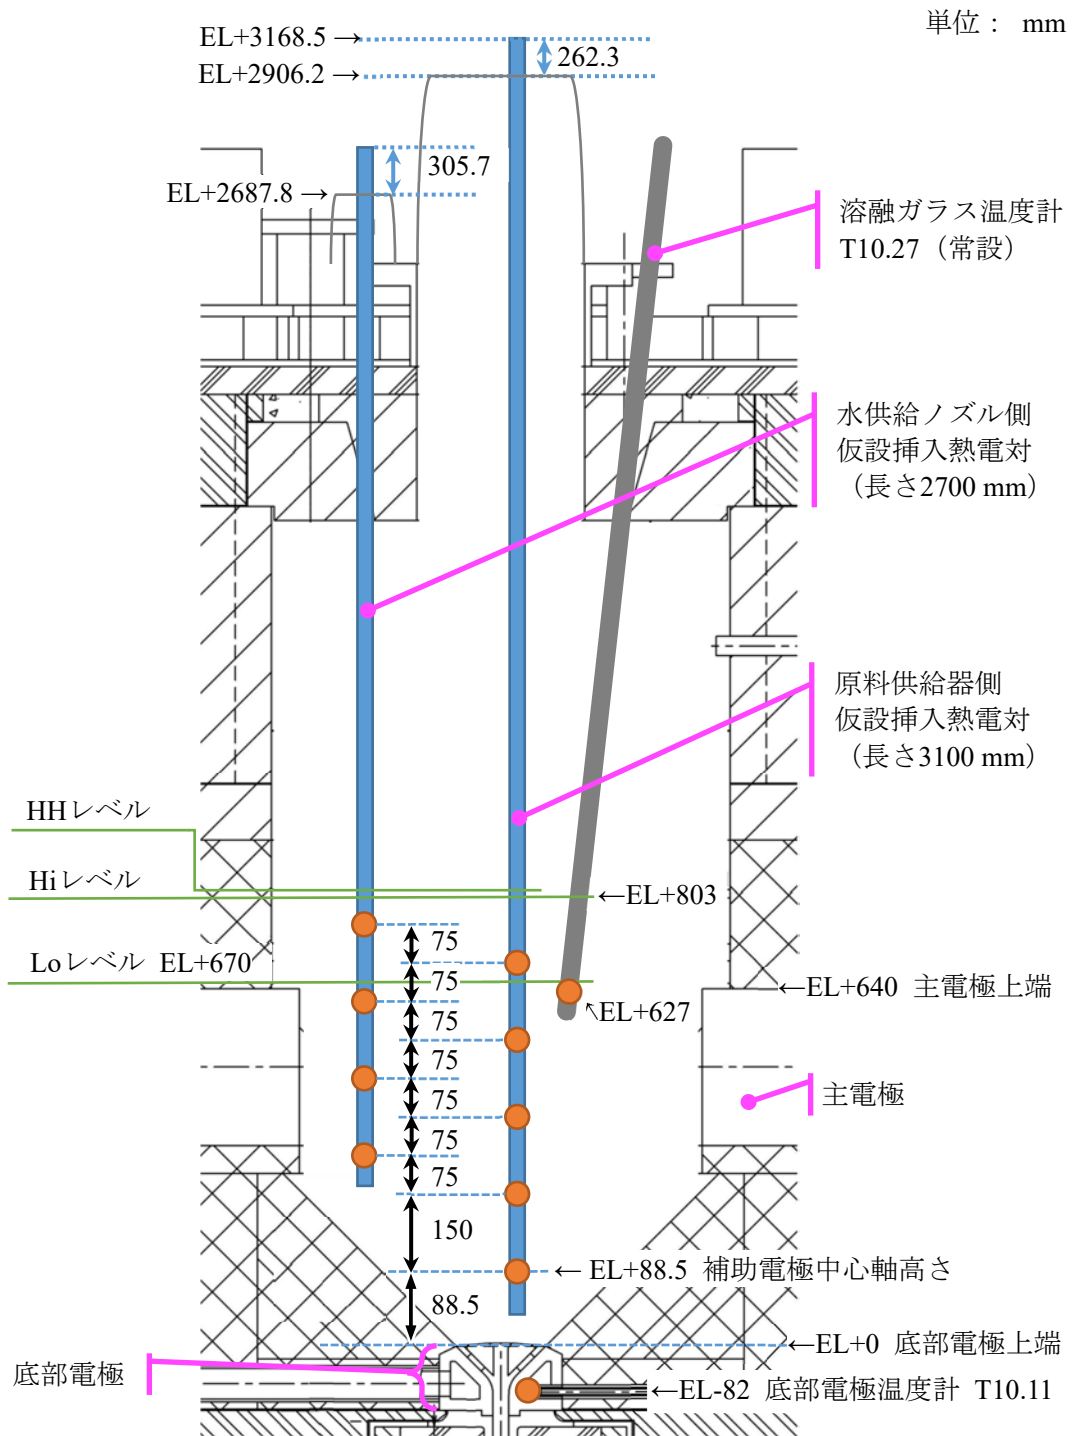 単位： mm
EL+3168.5 →
262.3
EL+2906.2 →
305.7
EL+2687.8 →
溶融ガラス温度計
T10.27（常設）
水供給ノズル側
仮設挿入熱電対
（長さ2700 mm）
原料供給器側
仮設挿入熱電対
（長さ3100 mm）
HHレベル
Hiレベル
←EL+803
75
Loレベル EL+670
75
←EL+640 主電極上端
↖EL+627
75
75
75
主電極
75
75
150
← EL+88.5 補助電極中心軸高さ
88.5
←EL+0 底部電極上端
底部電極
←EL-82 底部電極温度計 T10.11